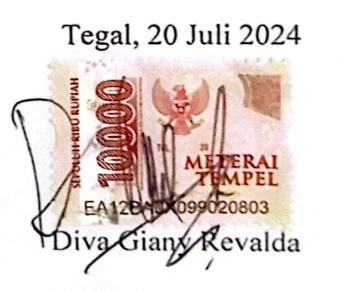 Tegal, 20 Juli 2024
SEPULUH RIBU RUPIAH
10000
METERAI
TEMPEL
Diva Giany Revalda